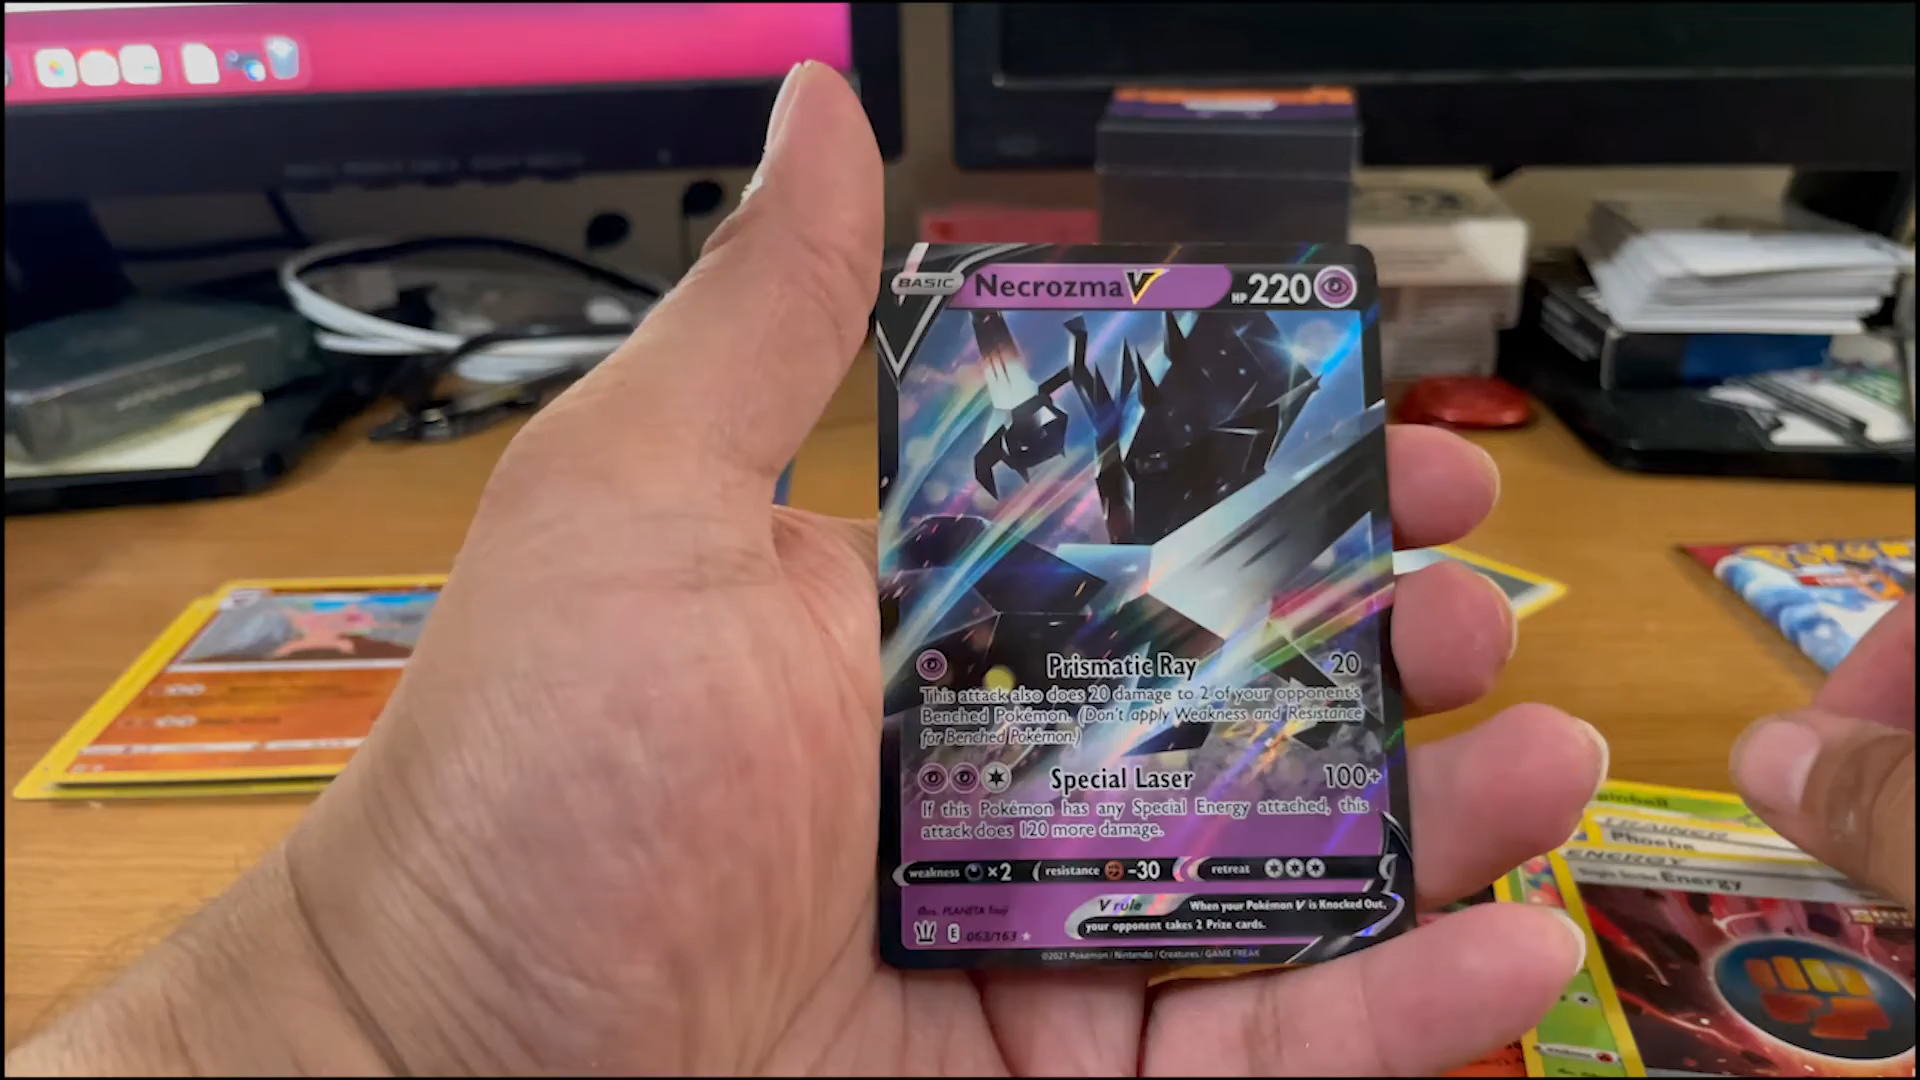 BASIC
Necrozma V
HP 220
Prismatic Ray 20
This attack also does 20 damage to 2 of your opponent's
Benched Pokémon. (Don't apply Weakness and Resistance
for Benched Pokémon.)
Special Laser 100+
If this Pokémon has any Special Energy attached, this
attack does 120 more damage.
weakness ×2 resistance -30 retreat
Illus. PLANETA Tsuji
V rule When your Pokémon V is Knocked Out,
your opponent takes 2 Prize cards.
E 063/163
©2021 Pokémon / Nintendo / Creatures / GAME FREAK
TRAINER
Phoebe
ENERGY
Single Strike Energy